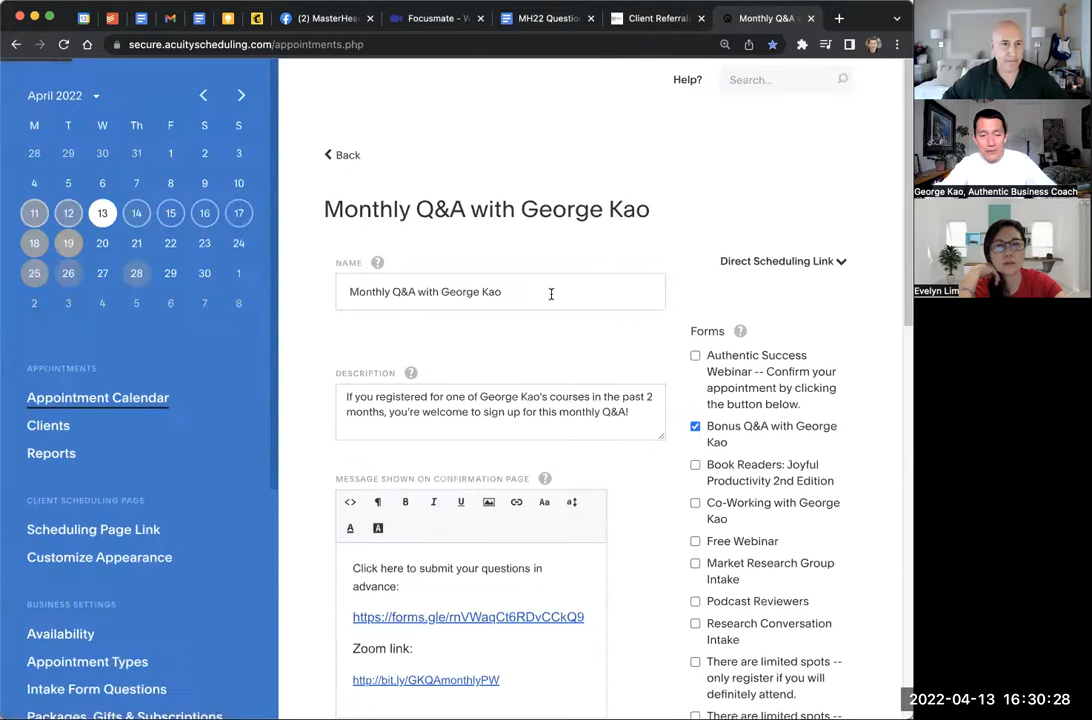 (2) MasterHea
Focusmate - V
MH22 Question
Client Referral
Monthly Q&A
secure.acuityscheduling.com/appointments.php
April 2022
M T W Th F S S
28 29 30 31 1 2 3
4 5 6 7 8 9 10
11 12 13 14 15 16 17
18 19 20 21 22 23 24
25 26 27 28 29 30 1
2 3 4 5 6 7 8
APPOINTMENTS
Appointment Calendar
Clients
Reports
CLIENT SCHEDULING PAGE
Scheduling Page Link
Customize Appearance
BUSINESS SETTINGS
Availability
Appointment Types
Intake Form Questions
Packages, Gifts & Subscriptions
Help?
Search...
Back
Monthly Q&A with George Kao
NAME ?
Monthly Q&A with George Kao
DESCRIPTION ?
If you registered for one of George Kao's courses in the past 2
months, you're welcome to sign up for this monthly Q&A!
MESSAGE SHOWN ON CONFIRMATION PAGE ?
<> ¶ B I U Aa
A A
Click here to submit your questions in
advance:
https://forms.gle/rnVWaqCt6RDvCCkQ9
Zoom link:
http://bit.ly/GKQAmonthlyPW
Direct Scheduling Link
Forms ?
Authentic Success
Webinar -- Confirm your
appointment by clicking
the button below.
Bonus Q&A with George
Kao
Book Readers: Joyful
Productivity 2nd Edition
Co-Working with George
Kao
Free Webinar
Market Research Group
Intake
Podcast Reviewers
Research Conversation
Intake
There are limited spots --
only register if you will
definitely attend.
There are limited spots --
George Kao, Authentic Business Coach
Evelyn Lim
2022-04-13 16:30:28